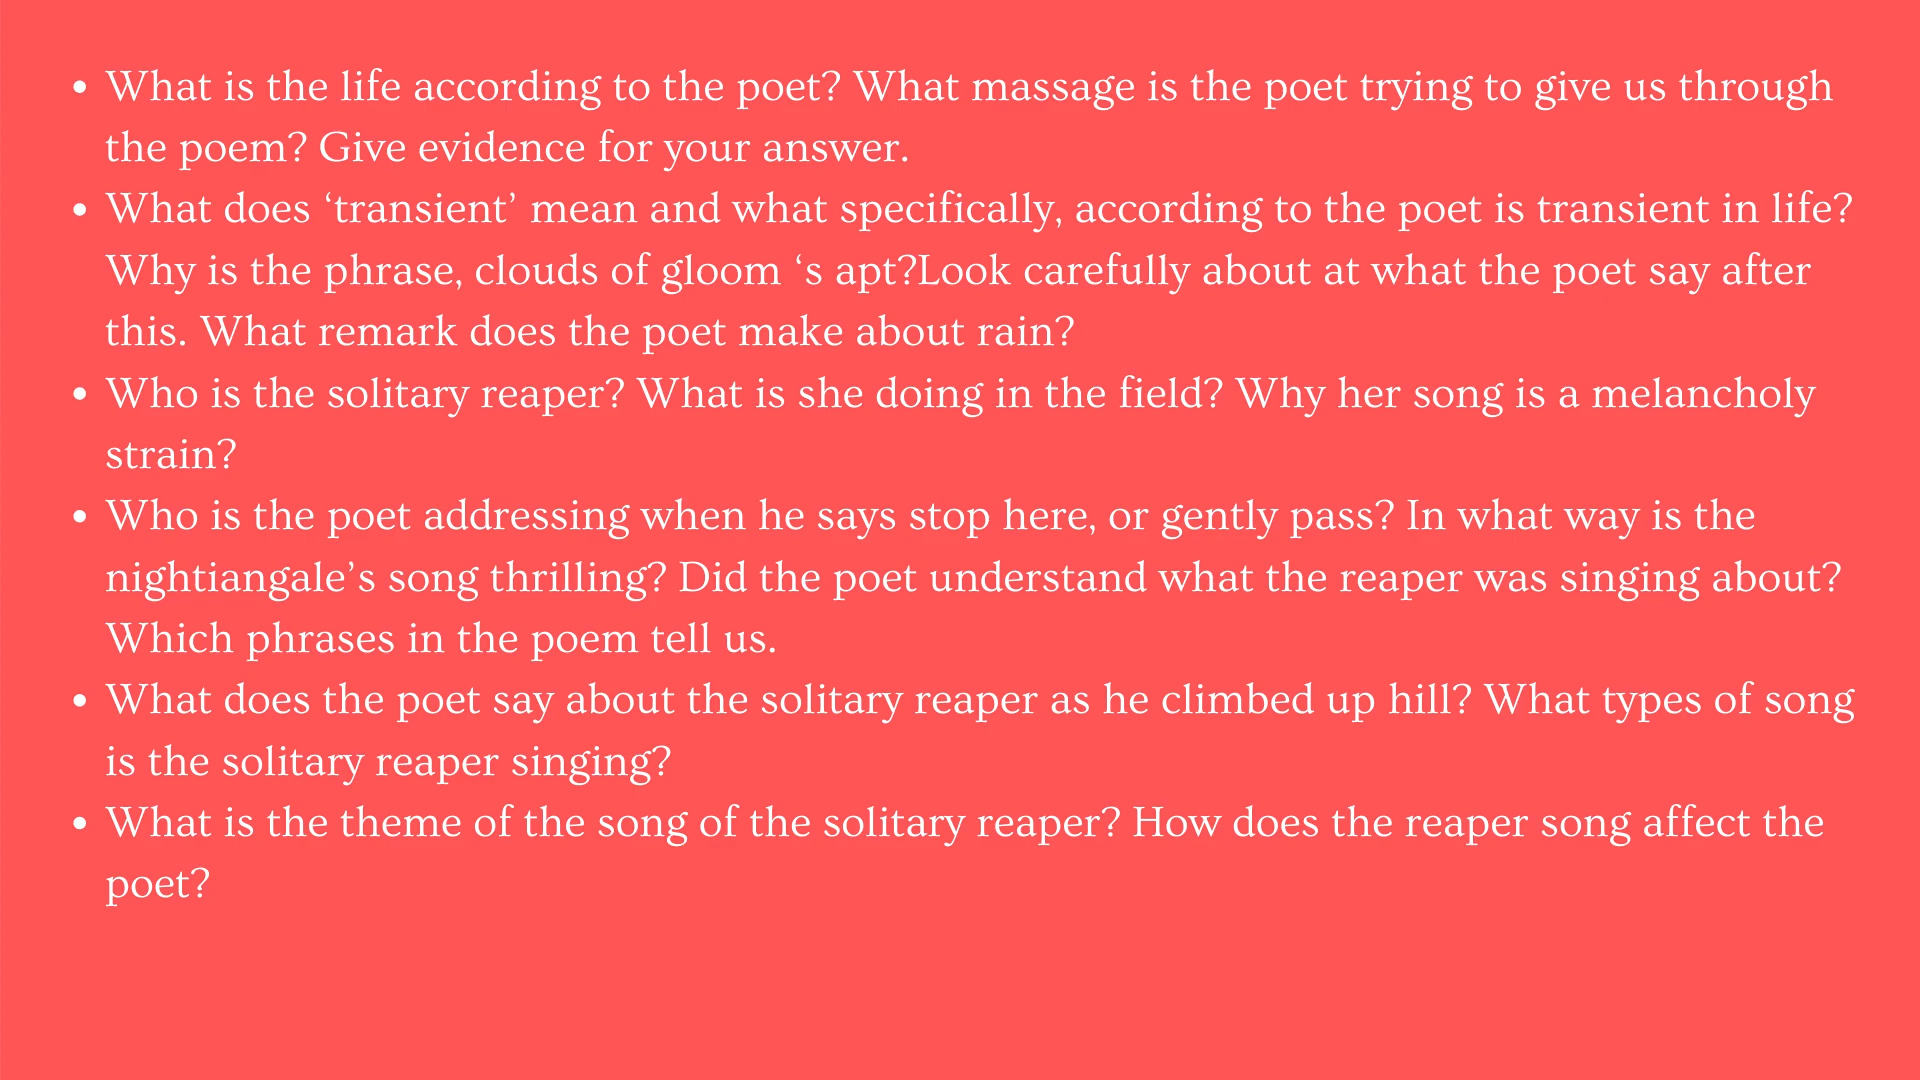 • What is the life according to the poet? What massage is the poet trying to give us through
the poem? Give evidence for your answer.
• What does ‘transient’ mean and what specifically, according to the poet is transient in life?
Why is the phrase, clouds of gloom ‘s apt?Look carefully about at what the poet say after
this. What remark does the poet make about rain?
• Who is the solitary reaper? What is she doing in the field? Why her song is a melancholy
strain?
• Who is the poet addressing when he says stop here, or gently pass? In what way is the
nightiangale’s song thrilling? Did the poet understand what the reaper was singing about?
Which phrases in the poem tell us.
• What does the poet say about the solitary reaper as he climbed up hill? What types of song
is the solitary reaper singing?
• What is the theme of the song of the solitary reaper? How does the reaper song affect the
poet?